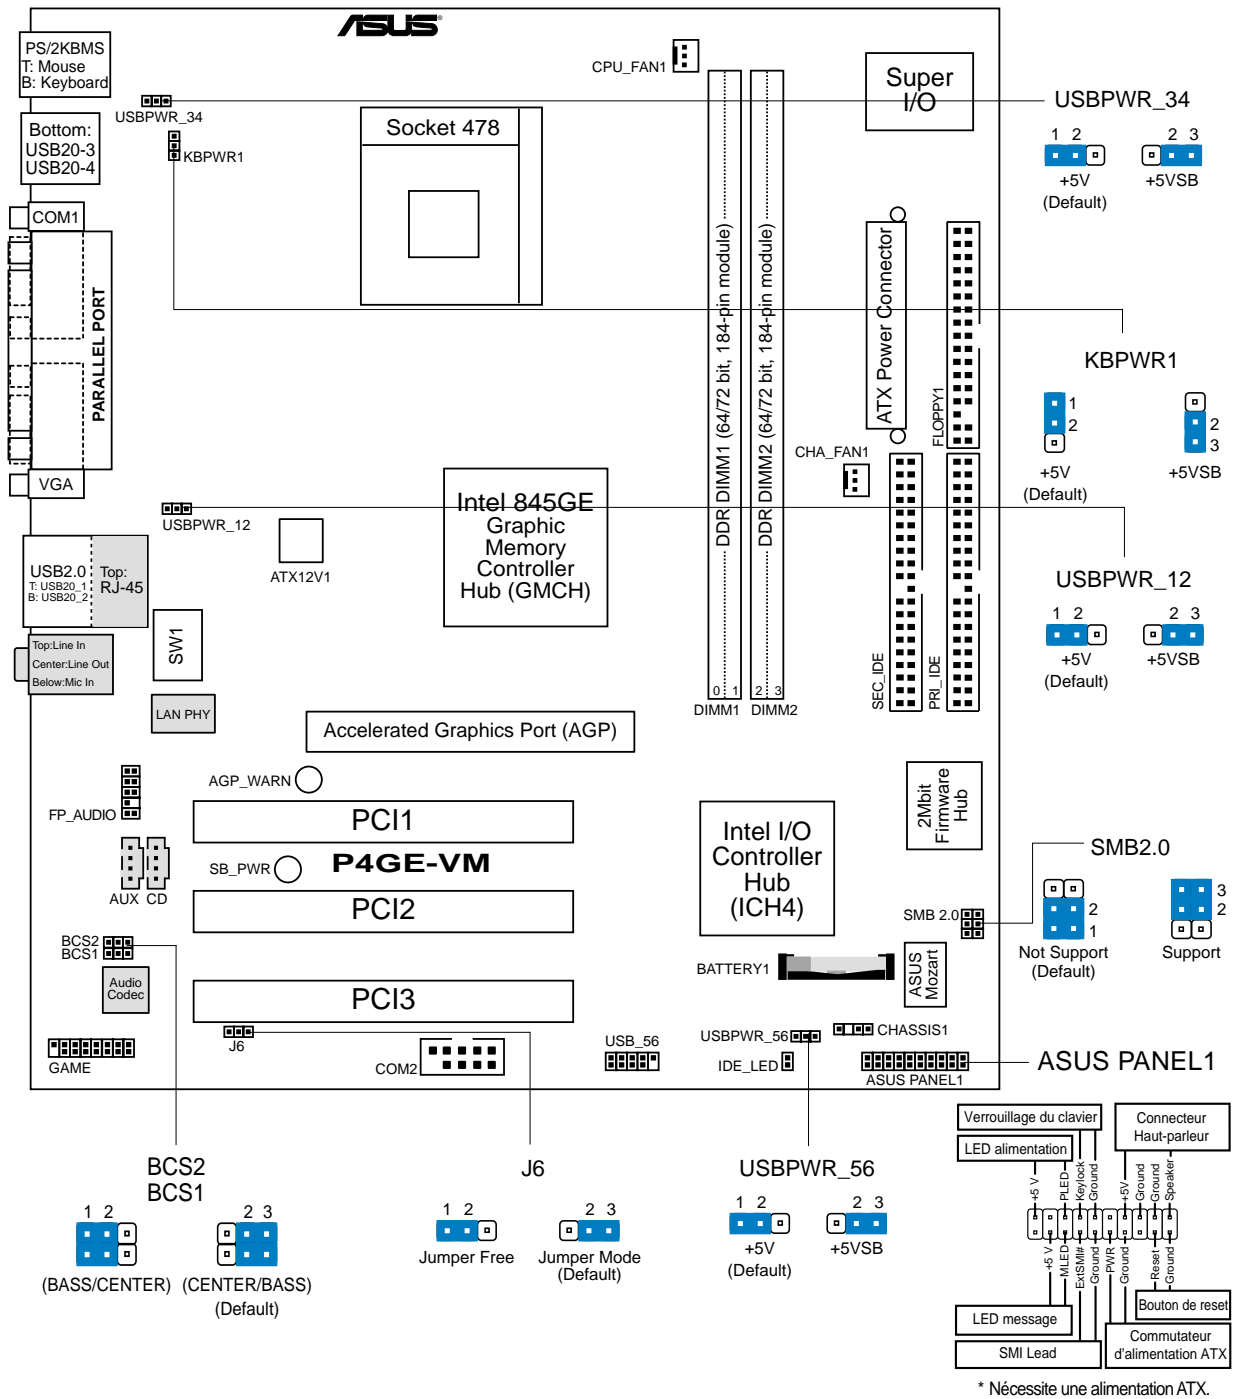 ASUS
PS/2KBMS
T: Mouse
B: Keyboard
CPU_FAN1
Super
I/O
USBPWR_34
USBPWR_34
1 2
2 3
+5V
(Default)
+5VSB
Bottom:
USB20-3
USB20-4
KBPWR1
Socket 478
COM1
PARALLEL PORT
VGA
DDR DIMM1 (64/72 bit, 184-pin module)
DDR DIMM2 (64/72 bit, 184-pin module)
ATX Power Connector
FLOPPY1
KBPWR1
1
2
2
3
+5V
(Default)
+5VSB
CHA_FAN1
USBPWR_12
ATX12V1
Intel 845GE
Graphic
Memory
Controller
Hub (GMCH)
USB2.0
T: USB20_1
B: USB20_2
Top:
RJ-45
USBPWR_12
1 2
2 3
+5V
(Default)
+5VSB
Top:Line In
Center:Line Out
Below:Mic In
SW1
LAN PHY
SEC_IDE
PRI_IDE
0 1
2 3
DIMM1
DIMM2
Accelerated Graphics Port (AGP)
AGP_WARN
FP_AUDIO
PCI1
P4GE-VM
SB_PWR
AUX CD
PCI2
Intel I/O
Controller
Hub
(ICH4)
2Mbit
Firmware
Hub
SMB2.0
SMB 2.0
2
1
3
2
Not Support
(Default)
Support
BCS2
BCS1
Audio
Codec
BATTERY1
ASUS
Mozart
PCI3
J6
GAME
COM2
USB_56
USBPWR_56
CHASSIS1
IDE_LED
ASUS PANEL1
ASUS PANEL1
BCS2
BCS1
1 2
2 3
(BASS/CENTER)
(CENTER/BASS)
(Default)
J6
1 2
2 3
Jumper Free
Jumper Mode
(Default)
USBPWR_56
1 2
2 3
+5V
(Default)
+5VSB
Verrouillage du clavier
Connecteur
Haut-parleur
LED alimentation
+5 V
PLED
Keylock
Ground
+5V
Ground
Ground
Speaker
+5 V
MLED
ExtSMI#
Ground
PWR
Ground
Reset
Ground
LED message
Bouton de reset
SMI Lead
Commutateur
d'alimentation ATX
* Nécessite une alimentation ATX.